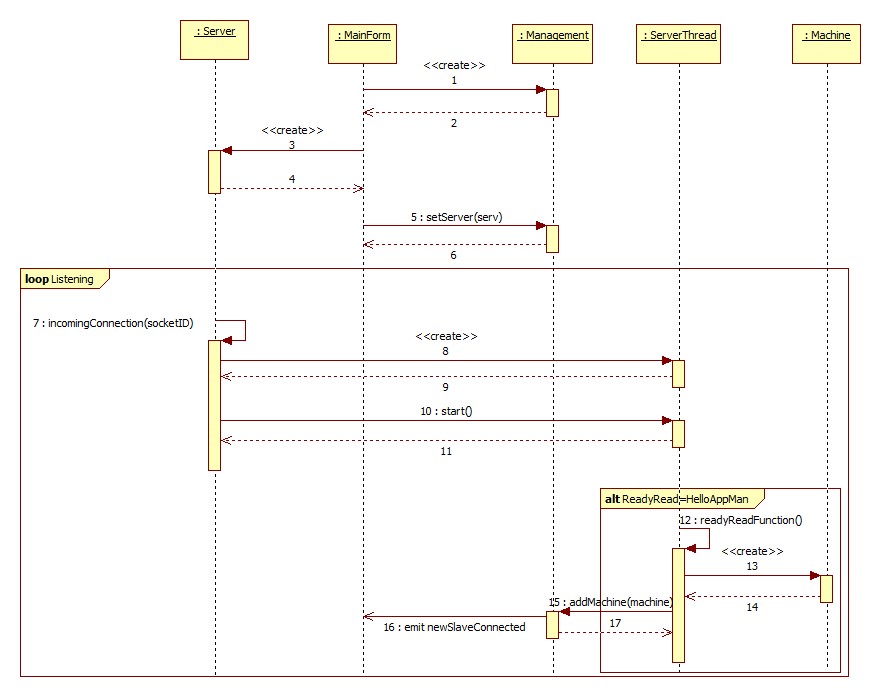 : Server
: MainForm
: Management
: ServerThread
: Machine
<<create>>
1
2
<<create>>
3
4
5 : setServer(serv)
6
loop Listening
7 : incomingConnection(socketID)
<<create>>
8
9
10 : start()
11
alt ReadyRead=HelloAppMan
12 : readyReadFunction()
<<create>>
13
14
15 : addMachine(machine)
16 : emit newSlaveConnected
17